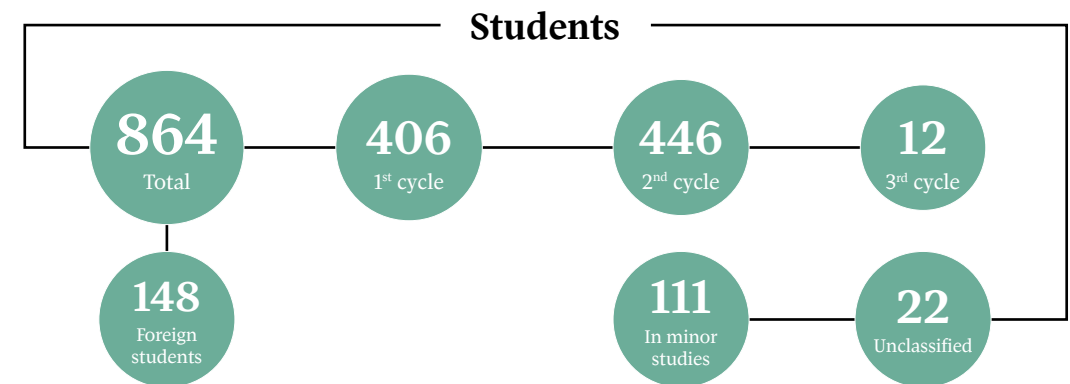 Students
864
Total
406
1st cycle
446
2nd cycle
12
3rd cycle
148
Foreign
students
111
In minor
studies
22
Unclassified